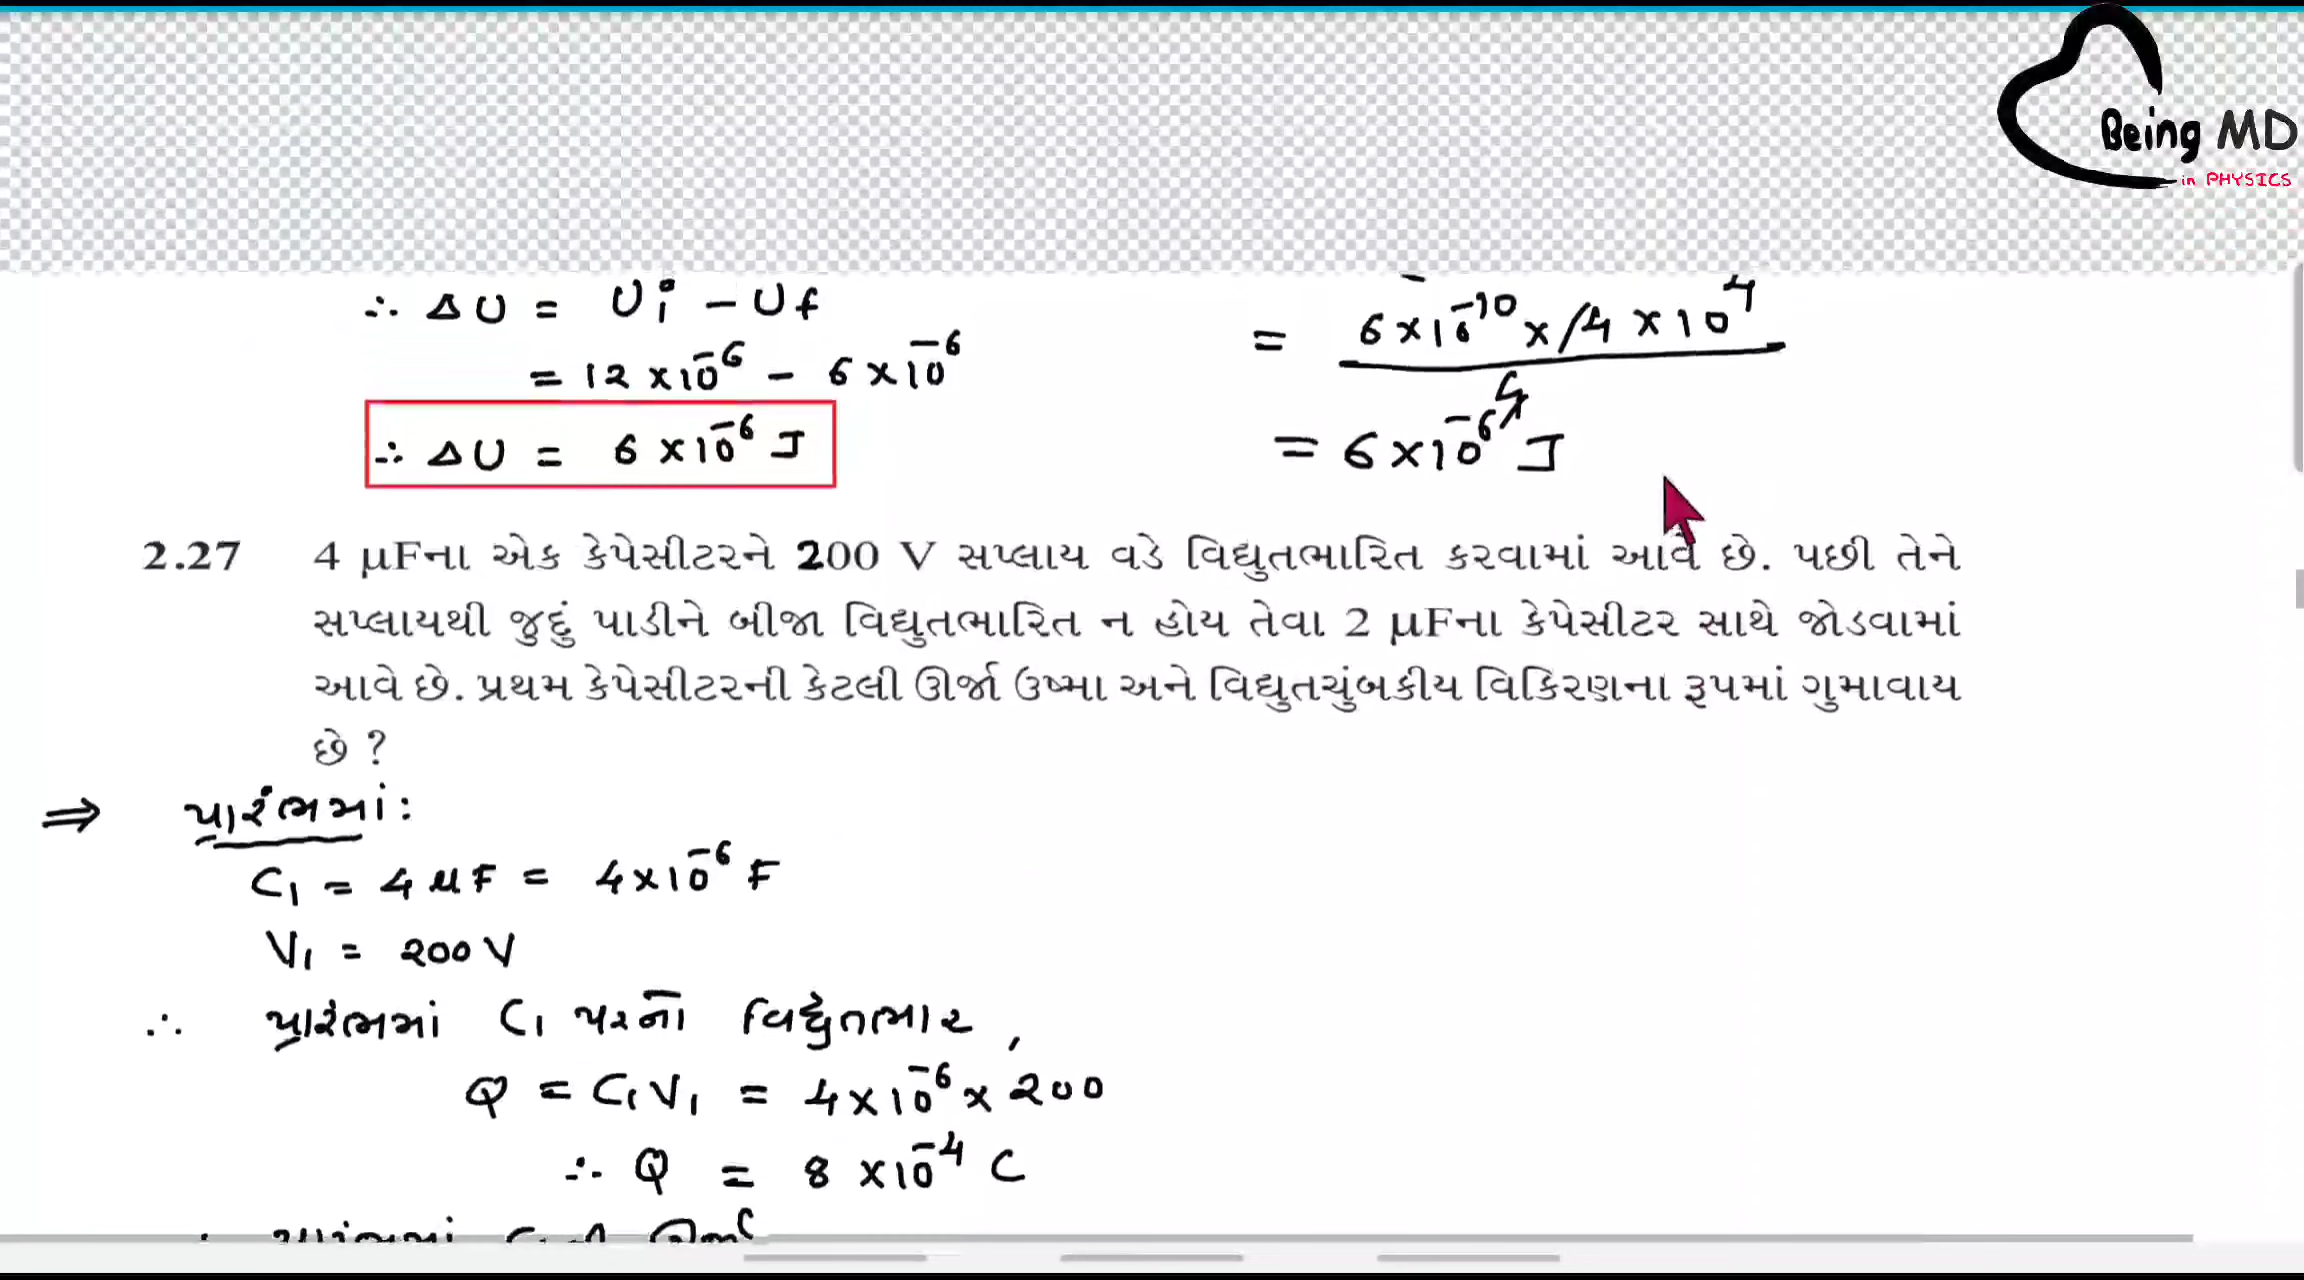 Being MD
in PHYSICS
∴ ΔU = Ui - Uf
= 12 × 10⁻⁶ - 6 × 10⁻⁶
∴ ΔU = 6 × 10⁻⁶ J
= 6×10⁻¹⁰ × 4 × 10⁴ / 4
= 6 × 10⁻⁶ J
2.27 4 µFના એક કેપેસીટરને 200 V સપ્લાય વડે વિદ્યુતભારિત કરવામાં આવે છે. પછી તેને
સપ્લાયથી જુદું પાડીને બીજા વિદ્યુતભારિત ન હોય તેવા 2 µFના કેપેસીટર સાથે જોડવામાં
આવે છે. પ્રથમ કેપેસીટરની કેટલી ઊર્જા ઉષ્મા અને વિદ્યુતચુંબકીય વિકિરણના રૂપમાં ગુમાવાય
છે ?
⇒ પ્રારંભમાં:
C₁ = 4 µF = 4×10⁻⁶ F
V₁ = 200 V
∴ પ્રારંભમાં C₁ પરનો વિદ્યુતભાર,
Q = C₁V₁ = 4×10⁻⁶ × 200
∴ Q = 8 × 10⁻⁴ C